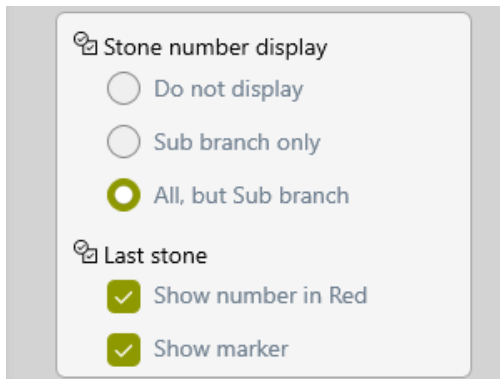 Stone number display
Do not display
Sub branch only
All, but Sub branch
Last stone
Show number in Red
Show marker